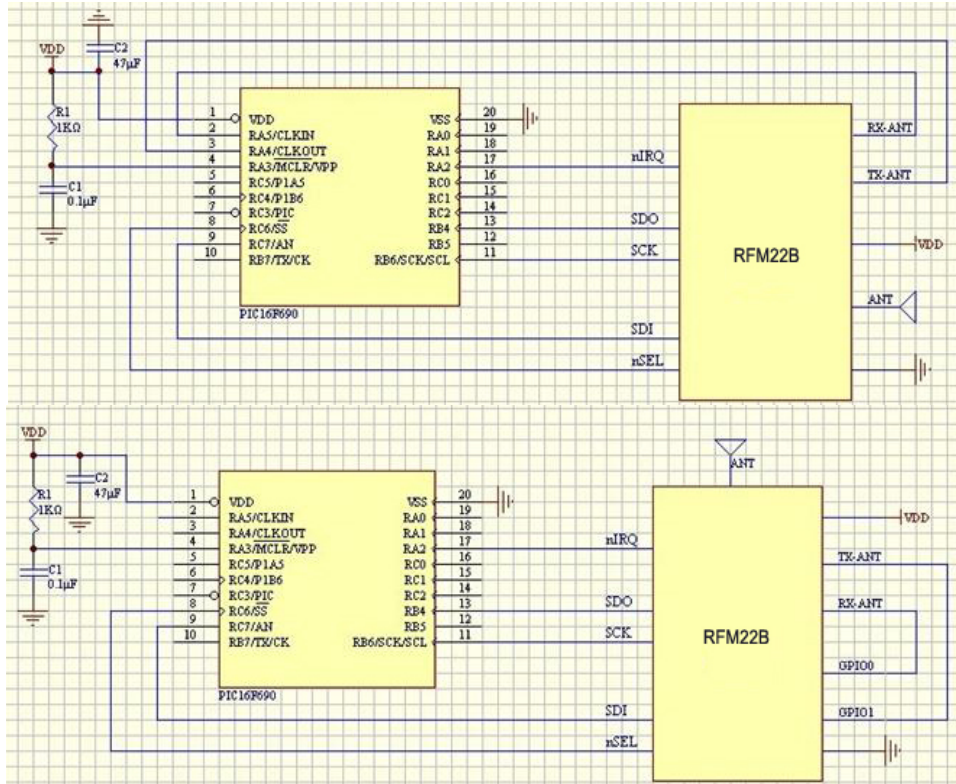 VDD
C2
47μF
R1
1KΩ
C1
0.1μF
1 VDD VSS 20
2 RA5/CLKIN RA0 19
3 RA4/CLKOUT RA1 18
4 RA3/MCLR/VPP RA2 17
5 RC5/P1A5 RC0 16
6 RC4/P1B6 RC1 15
7 RC3/PIC RC2 14
8 RC6/SS RB4 13
9 RC7/AN RB5 12
10 RB7/TX/CK RB6/SCK/SCL 11
PIC16F690
nIRQ
SDO
SCK
SDI
nSEL
RFM22B
RX-ANT
TX-ANT
VDD
ANT
VDD
R1
1KΩ
C2
47μF
C1
0.1μF
1 VDD VSS 20
2 RA5/CLKIN RA0 19
3 RA4/CLKOUT RA1 18
4 RA3/MCLR/VPP RA2 17
5 RC5/P1A5 RC0 16
6 RC4/P1B6 RC1 15
7 RC3/PIC RC2 14
8 RC6/SS RB4 13
9 RC7/AN RB5 12
10 RB7/TX/CK RB6/SCK/SCL 11
PIC16F690
nIRQ
SDO
SCK
SDI
nSEL
ANT
RFM22B
VDD
TX-ANT
RX-ANT
GPIO0
GPIO1